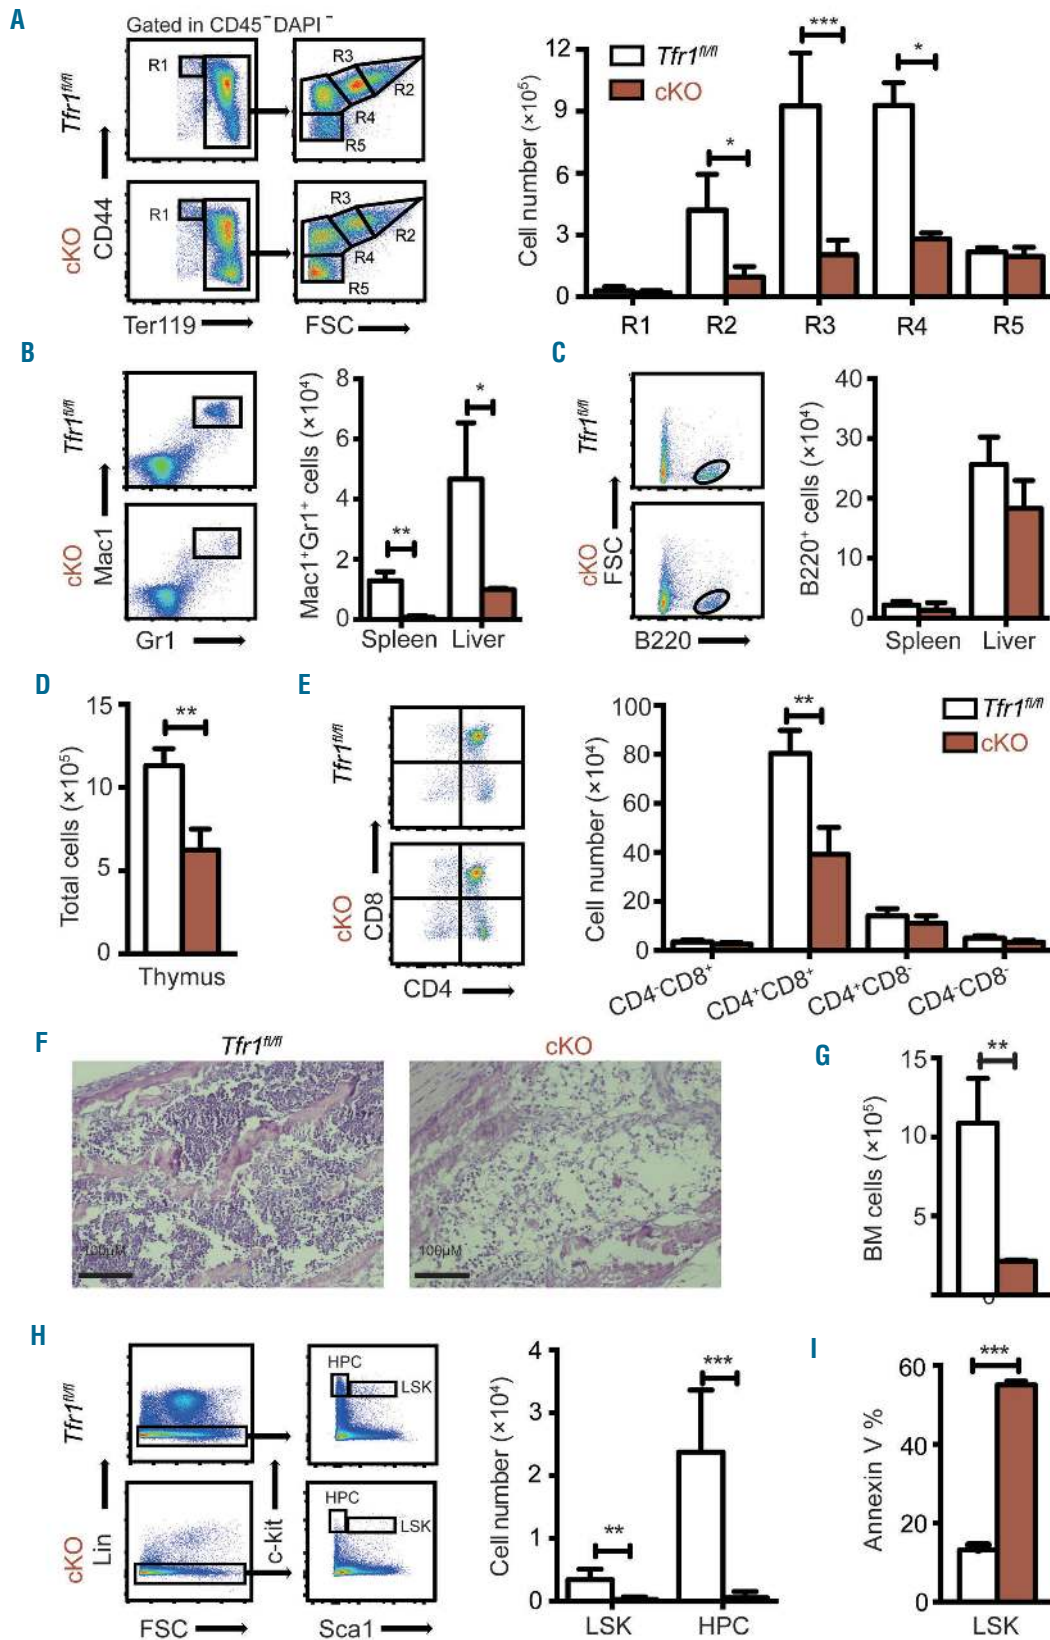 A
Gated in CD45⁻DAPI⁻
Tfr1fl/fl
cKO
CD44
R1
R3
R2
R4
R5
R1
R3
R2
R4
R5
Ter119
FSC
Cell number (×10⁵)
12
9
6
3
0
Tfr1fl/fl
cKO
*
***
*
R1 R2 R3 R4 R5
B
Tfr1fl/fl
cKO
Mac1
Gr1
Mac1⁺Gr1⁺ cells (×10⁴)
8
6
4
2
0
**
*
Spleen Liver
C
Tfr1fl/fl
cKO
FSC
B220
B220⁺ cells (×10⁴)
40
30
20
10
0
Spleen Liver
D
Total cells (×10⁵)
15
10
5
0
**
Thymus
E
Tfr1fl/fl
cKO
CD8
CD4
Cell number (×10⁴)
100
80
60
40
20
0
**
Tfr1fl/fl
cKO
CD4⁻CD8⁺
CD4⁺CD8⁺
CD4⁺CD8⁻
CD4⁻CD8⁻
F
Tfr1fl/fl
cKO
100µM
100µM
G
BM cells (×10⁵)
15
10
5
**
H
Tfr1fl/fl
cKO
Lin
FSC
c-kit
HPC
LSK
HPC
LSK
Sca1
Cell number (×10⁴)
4
3
2
1
0
**
***
LSK HPC
I
Annexin V %
60
40
20
0
***
LSK